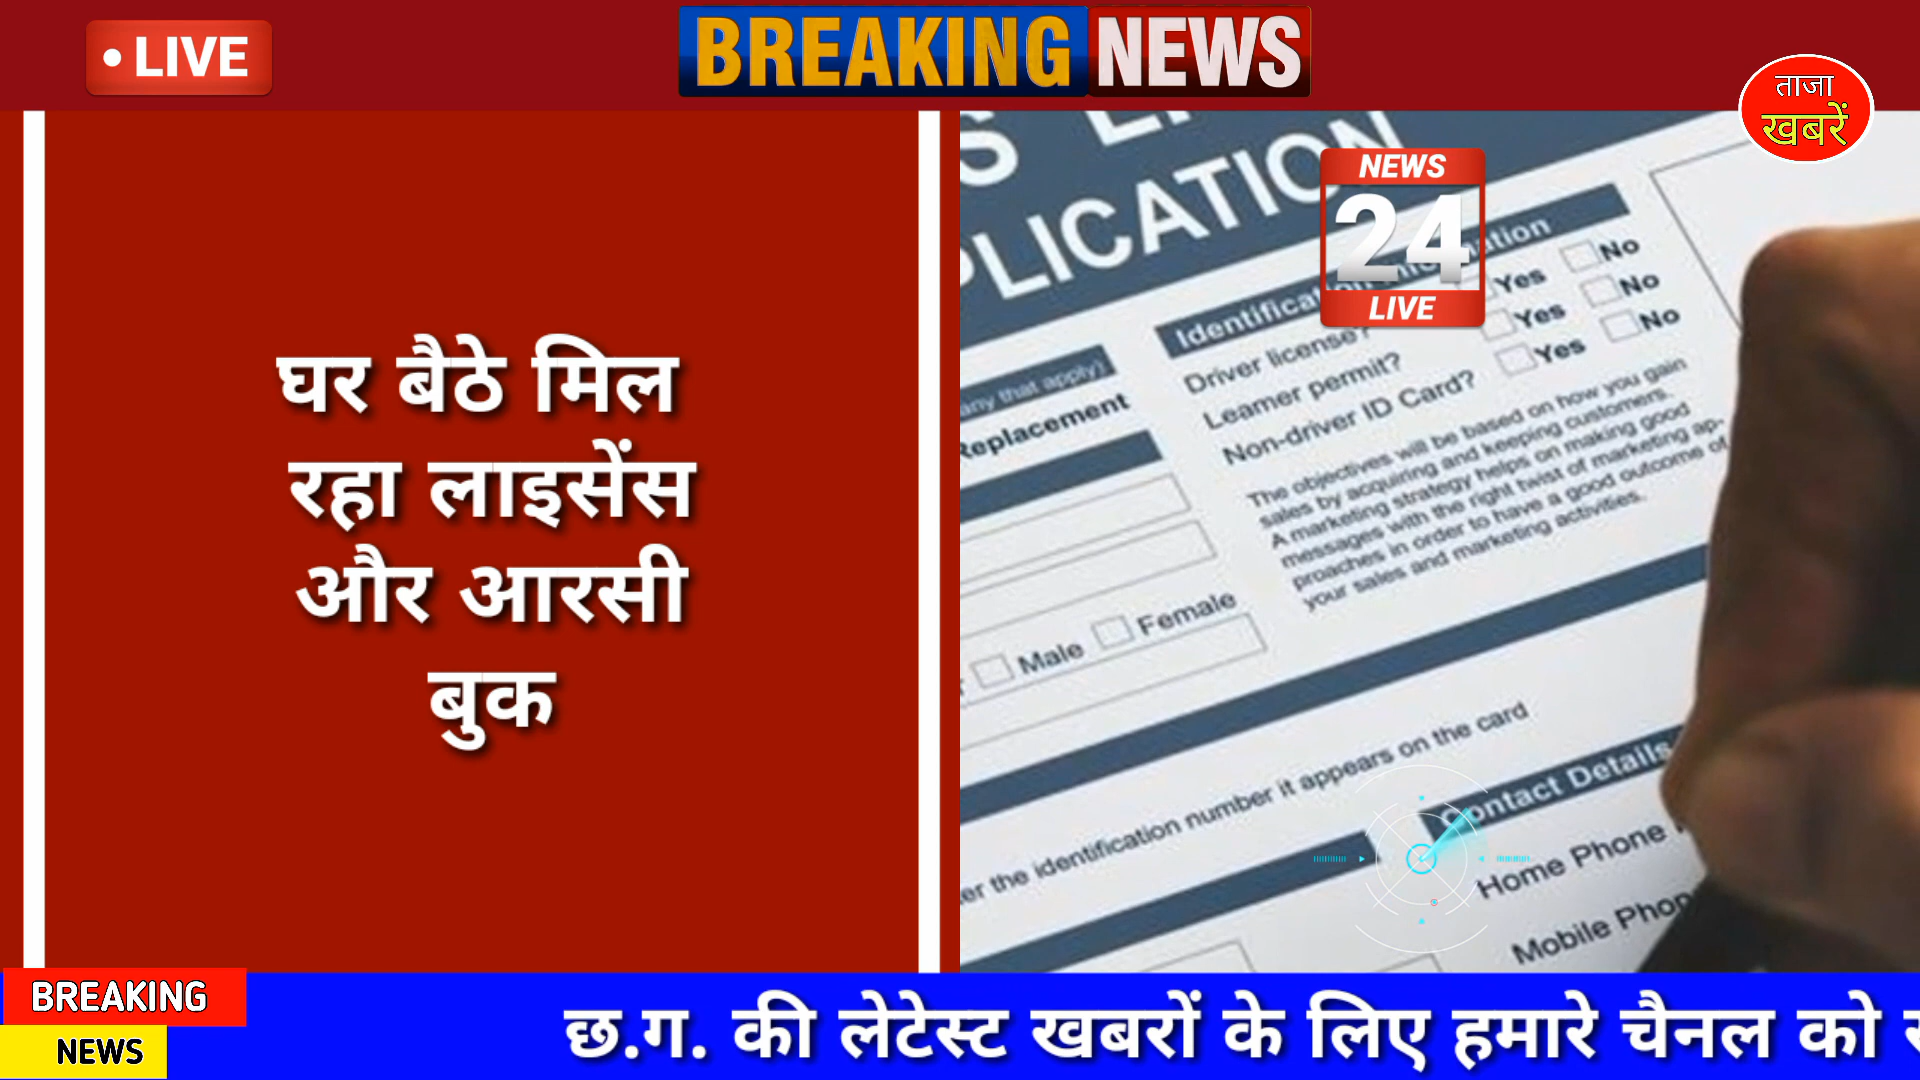 LIVE
BREAKING NEWS
ताजा
खबरें
घर बैठे मिल
रहा लाइसेंस
और आरसी
बुक
NEWS
24
LIVE
PLICATION
Identification Information
Driver license?
Yes
No
Learner permit?
Yes
No
Non-driver ID Card?
Yes
No
any that apply)
Replacement
The objectives will be based on how you gain
sales by acquiring and keeping customers.
A marketing strategy helps on making good
messages with the right twist of marketing ap-
proaches in order to have a good outcome of
your sales and marketing activities.
Male
Female
the identification number it appears on the card
Contact Details
Home Phone
Mobile Phon
BREAKING
NEWS
छ.ग. की लेटेस्ट खबरों के लिए हमारे चैनल को